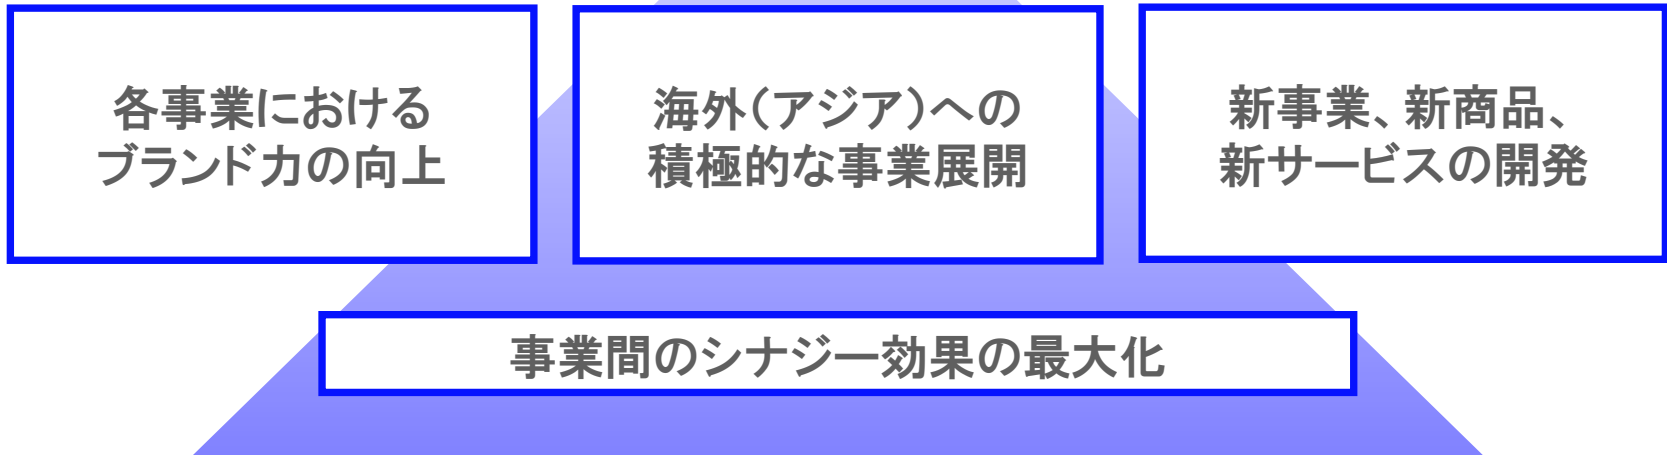 各事業における
ブランド力の向上
海外(アジア)への
積極的な事業展開
新事業、新商品、
新サービスの開発
事業間のシナジー効果の最大化